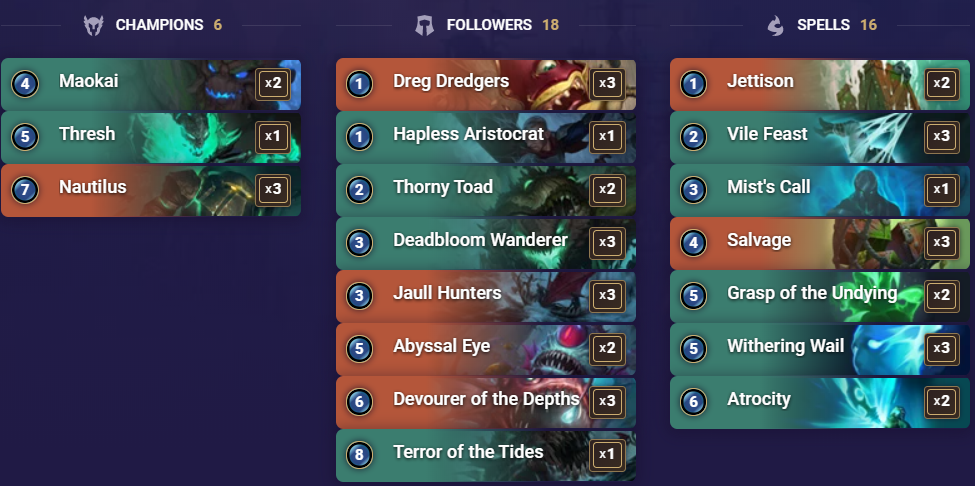 CHAMPIONS 6
4 Maokai x2
5 Thresh x1
7 Nautilus x3
FOLLOWERS 18
1 Dreg Dredgers x3
1 Hapless Aristocrat x1
2 Thorny Toad x2
3 Deadbloom Wanderer x3
3 Jaull Hunters x3
5 Abyssal Eye x2
6 Devourer of the Depths x3
8 Terror of the Tides x1
SPELLS 16
1 Jettison x2
2 Vile Feast x3
3 Mist's Call x1
4 Salvage x3
5 Grasp of the Undying x2
5 Withering Wail x3
6 Atrocity x2